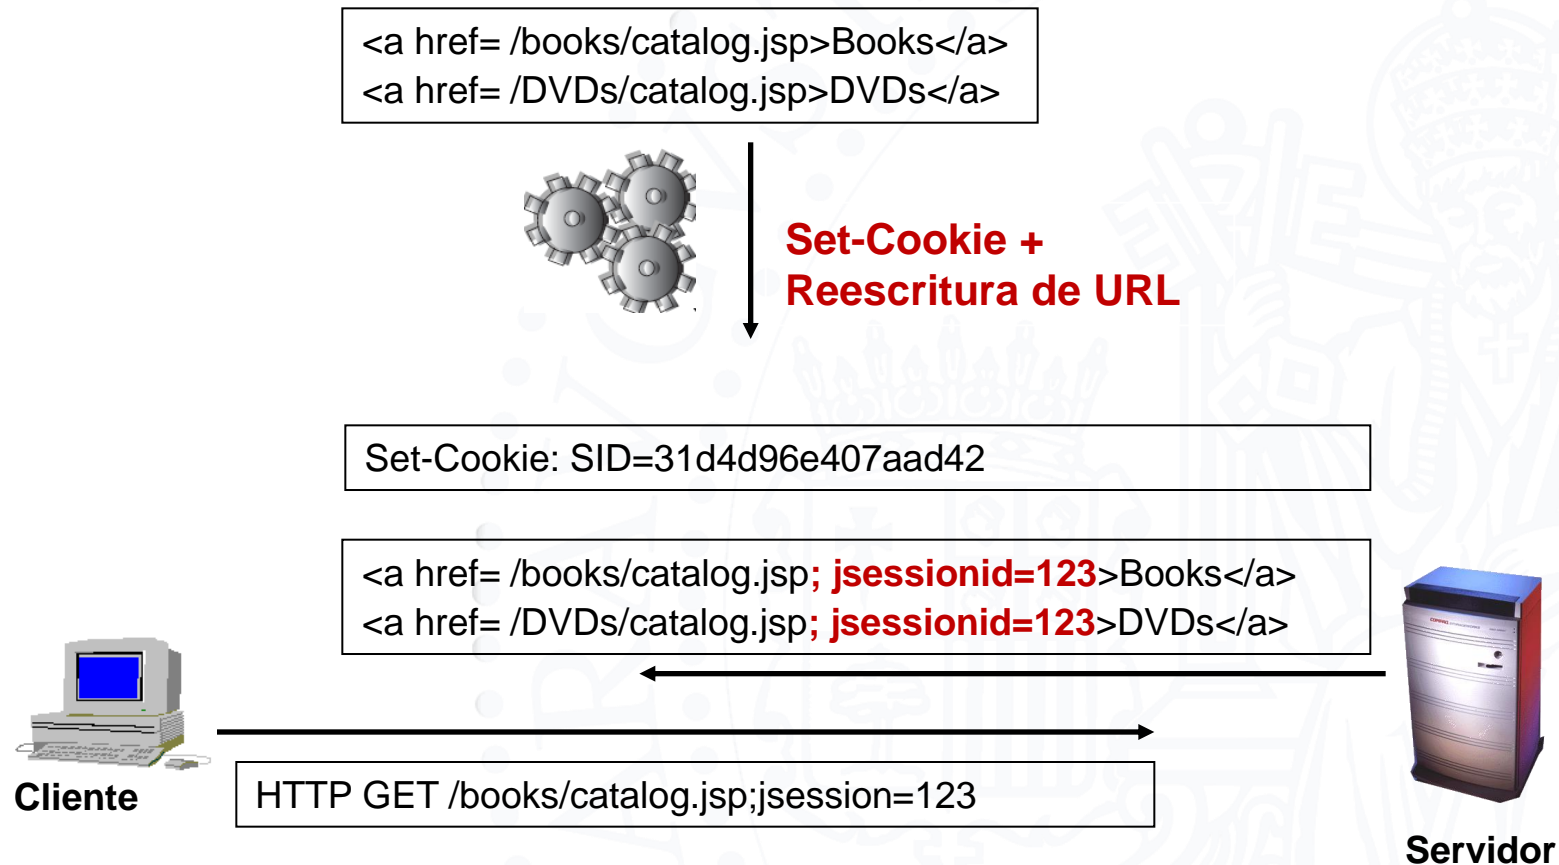 <a href= /books/catalog.jsp>Books</a>
<a href= /DVDs/catalog.jsp>DVDs</a>
Set-Cookie +
Reescritura de URL
Set-Cookie: SID=31d4d96e407aad42
<a href= /books/catalog.jsp; jsessionid=123>Books</a>
<a href= /DVDs/catalog.jsp; jsessionid=123>DVDs</a>
Cliente
HTTP GET /books/catalog.jsp;jsession=123
Servidor